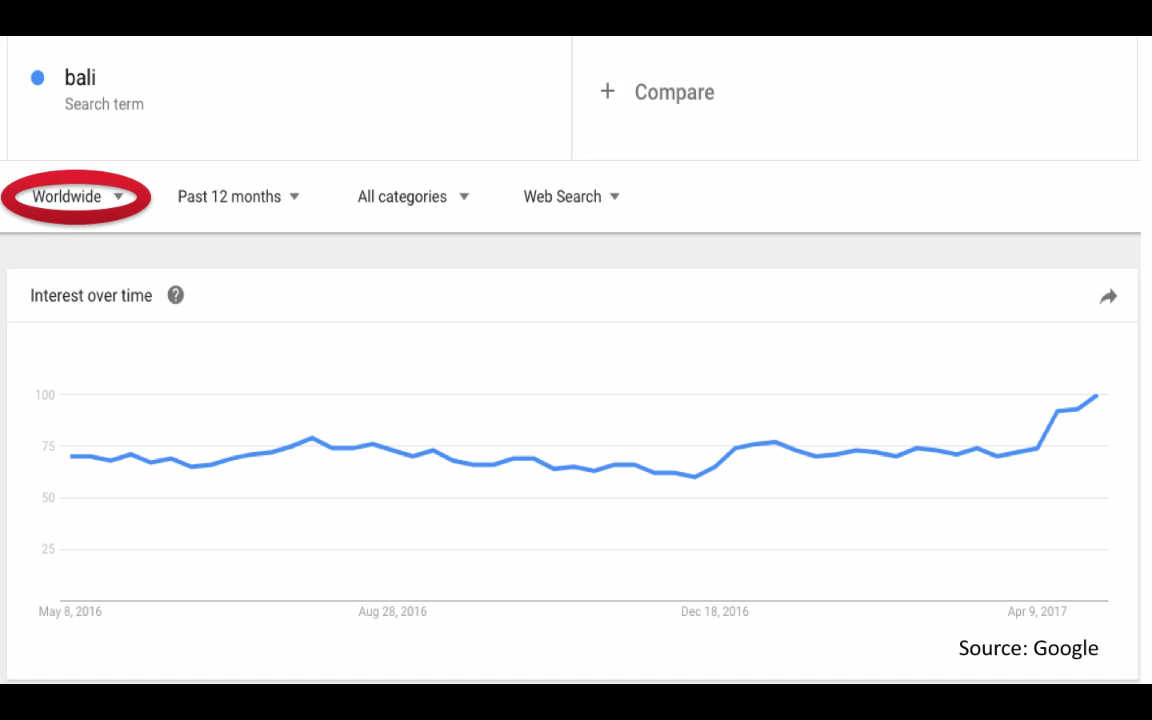 bali
Search term
+ Compare
Worldwide
Past 12 months
All categories
Web Search
Interest over time ?
100
75
50
25
May 8, 2016
Aug 28, 2016
Dec 18, 2016
Apr 9, 2017
Source: Google